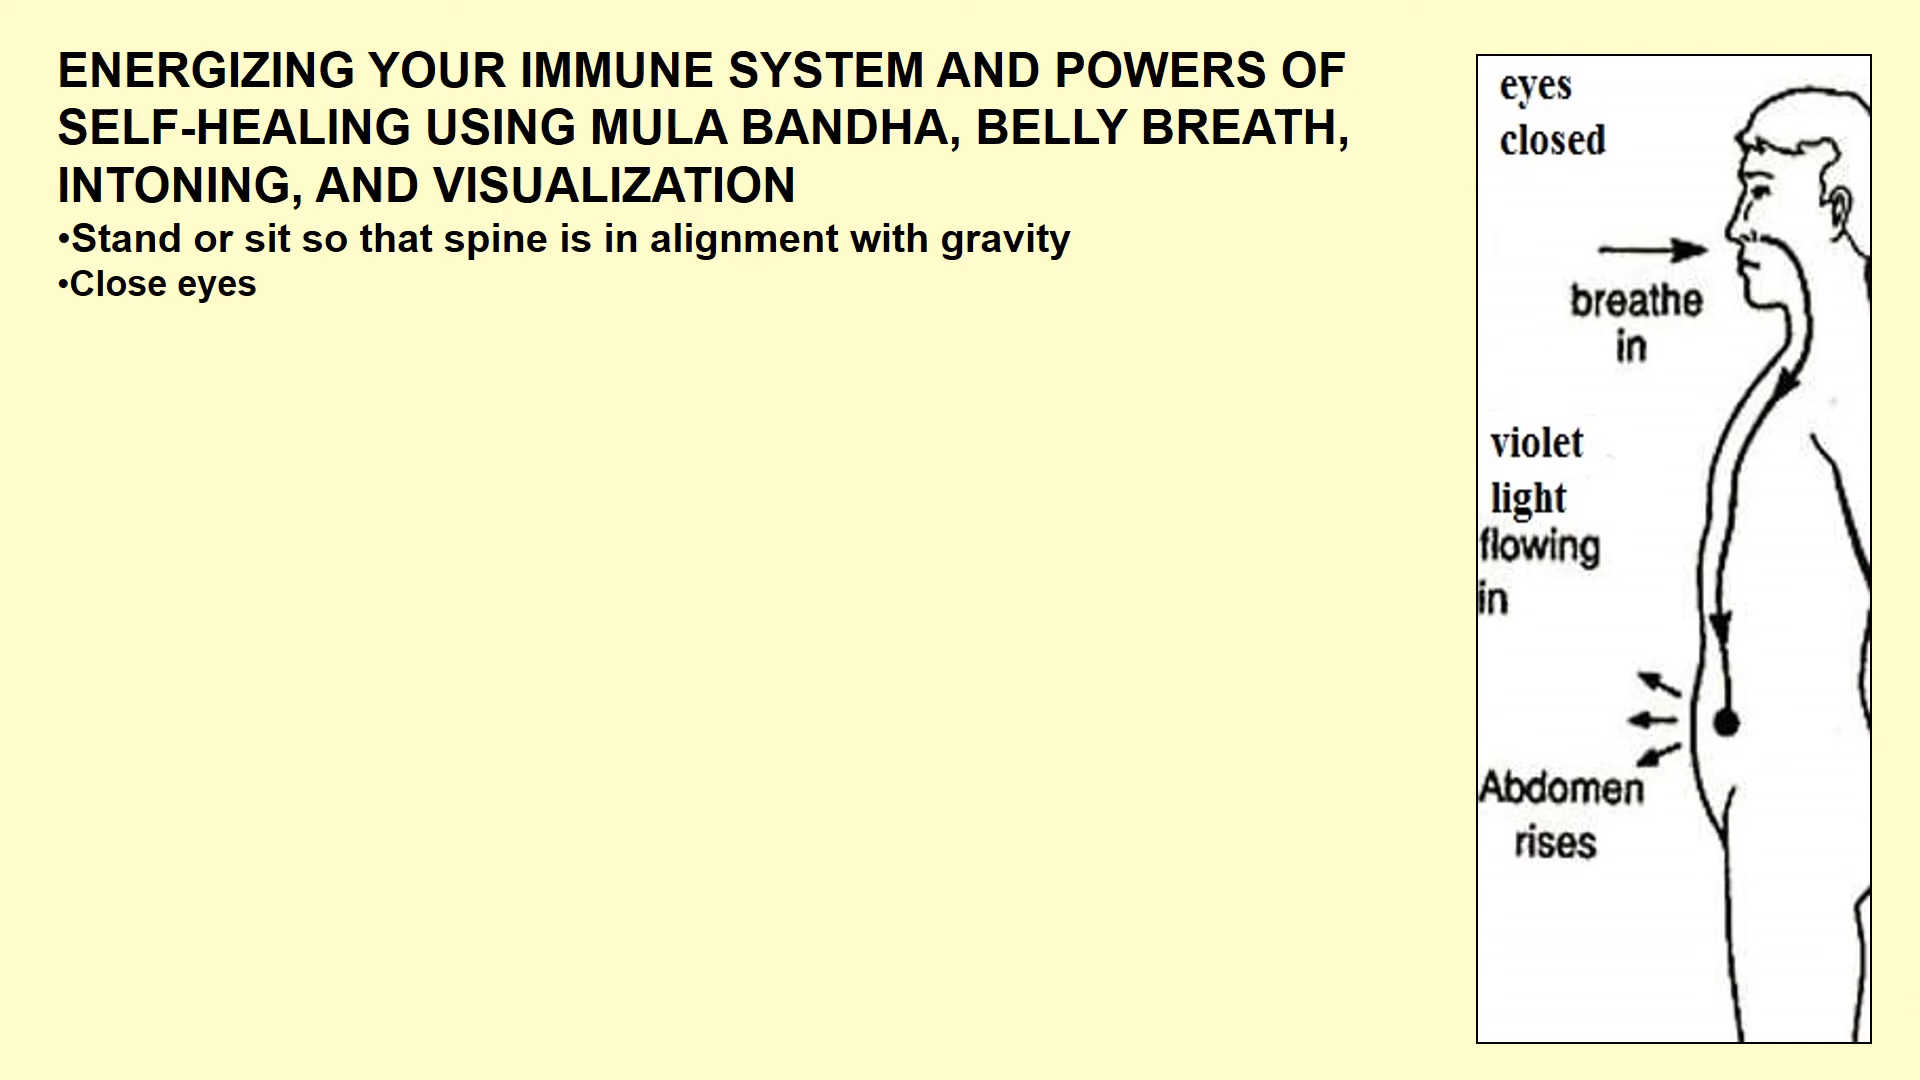 ENERGIZING YOUR IMMUNE SYSTEM AND POWERS OF
SELF-HEALING USING MULA BANDHA, BELLY BREATH,
INTONING, AND VISUALIZATION
•Stand or sit so that spine is in alignment with gravity
•Close eyes
eyes
closed
breathe
in
violet
light
flowing
in
Abdomen
rises